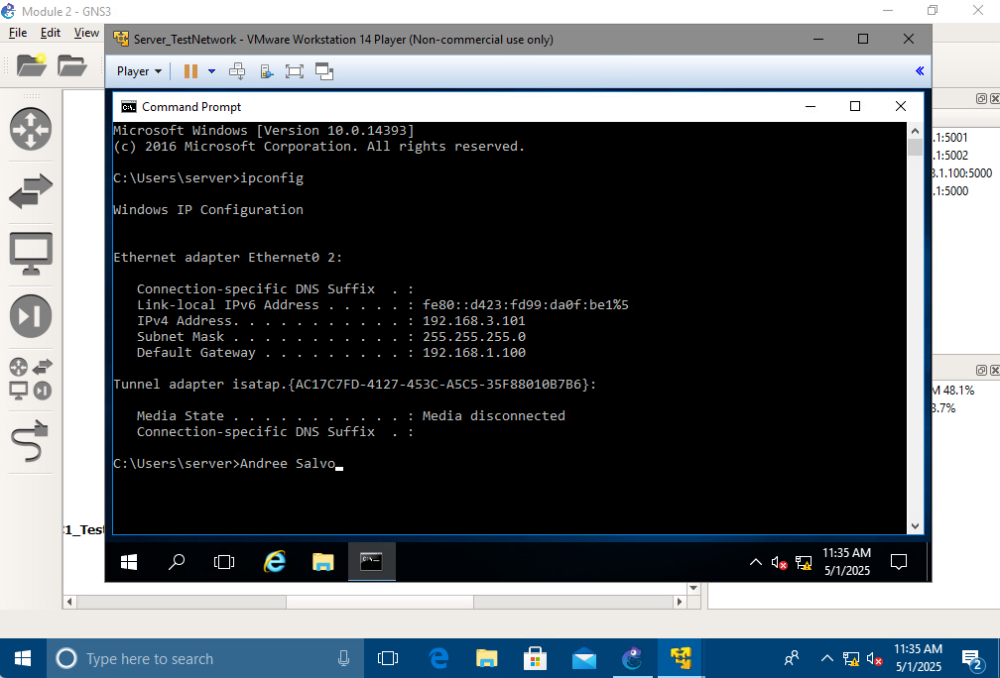 Module 2 - GNS3
File Edit View
Server_TestNetwork - VMware Workstation 14 Player (Non-commercial use only)
Player
Command Prompt
Microsoft Windows [Version 10.0.14393]
(c) 2016 Microsoft Corporation. All rights reserved.
C:\Users\server>ipconfig
Windows IP Configuration
Ethernet adapter Ethernet0 2:
Connection-specific DNS Suffix . :
Link-local IPv6 Address . . . . . : fe80::d423:fd99:da0f:be1%5
IPv4 Address. . . . . . . . . . . : 192.168.3.101
Subnet Mask . . . . . . . . . . . : 255.255.255.0
Default Gateway . . . . . . . . . : 192.168.1.100
Tunnel adapter isatap.{AC17C7FD-4127-453C-A5C5-35F88010B7B6}:
Media State . . . . . . . . . . . : Media disconnected
Connection-specific DNS Suffix . :
C:\Users\server>Andree Salvo
.1:5001
.1:5002
3.1.100:5000
.1:5000
M 48.1%
3.7%
1_Test
11:35 AM
5/1/2025
Type here to search
11:35 AM
5/1/2025
2